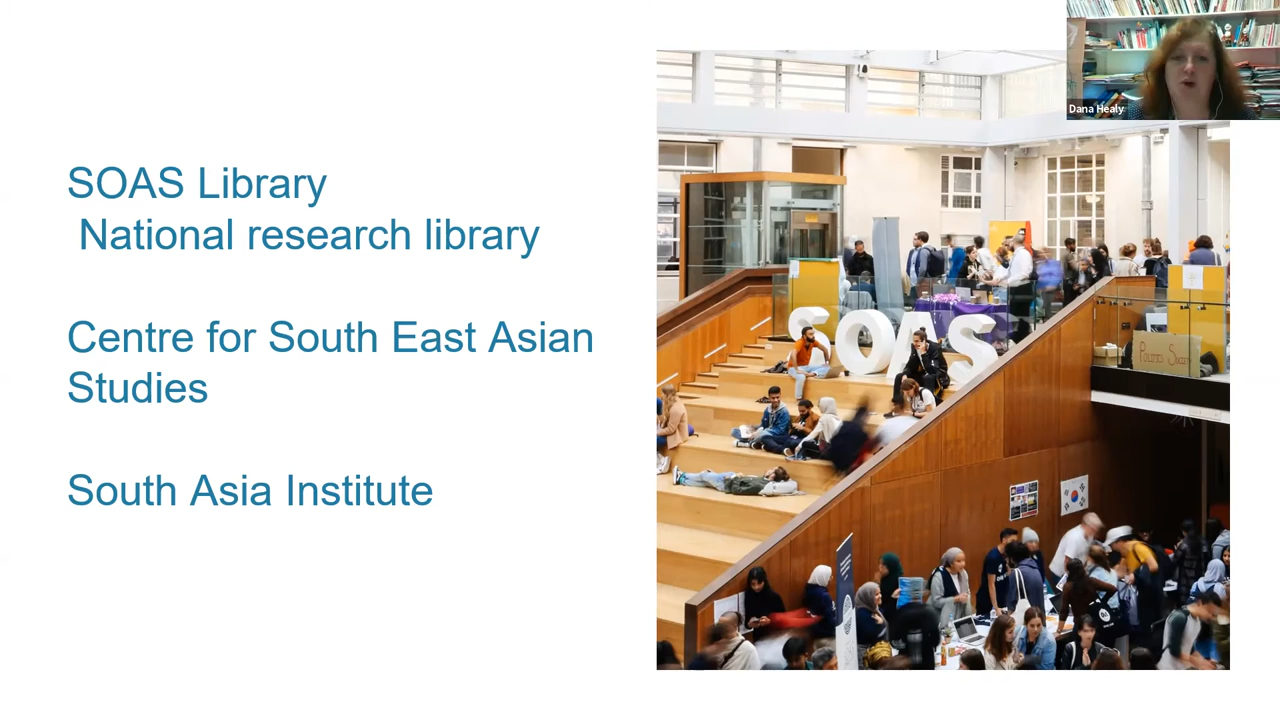 SOAS Library
National research library
Centre for South East Asian
Studies
South Asia Institute
Dana Healy
SOAS